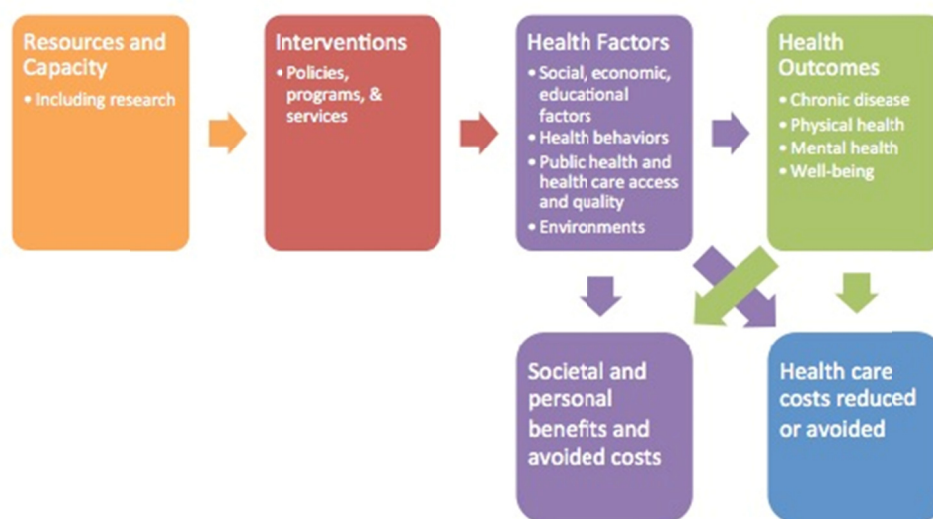 Resources and
Capacity
• Including research
Interventions
• Policies,
programs, &
services
Health Factors
• Social, economic,
educational
factors
• Health behaviors
• Public health and
health care access
and quality
• Environments
Health
Outcomes
• Chronic disease
• Physical health
• Mental health
• Well-being
Societal and
personal
benefits and
avoided costs
Health care
costs reduced
or avoided